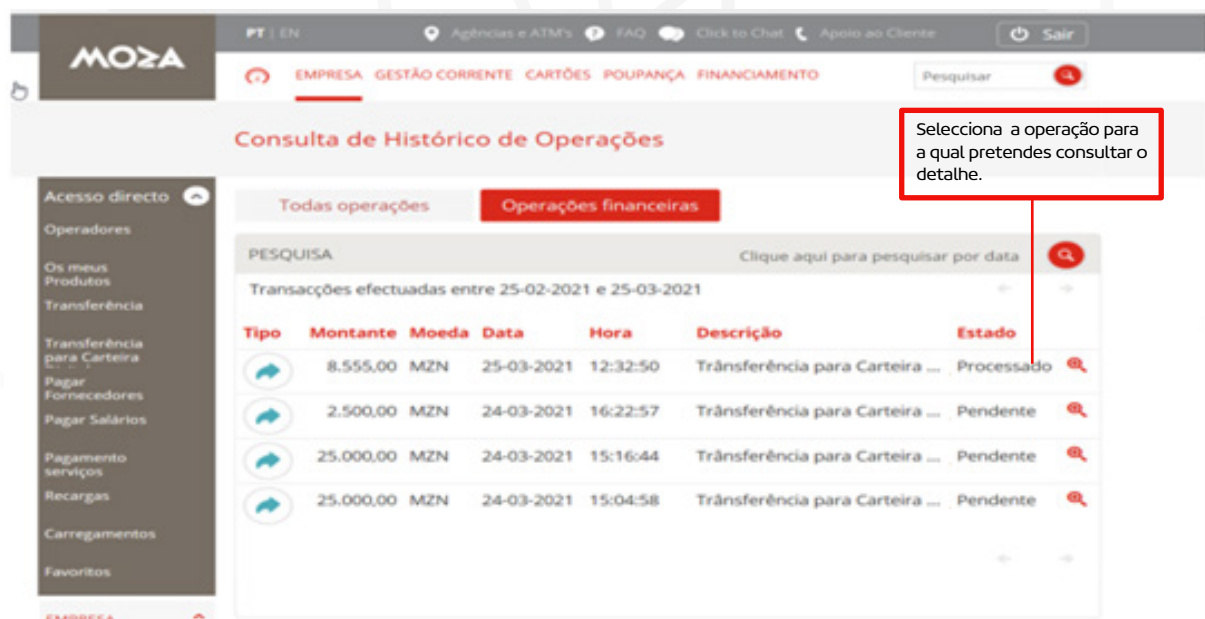 MOZA
PT | EN Agências e ATM's FAQ Click to Chat Apoio ao Cliente Sair
EMPRESA GESTÃO CORRENTE CARTÕES POUPANÇA FINANCIAMENTO Pesquisar
Consulta de Histórico de Operações
Selecciona a operação para
a qual pretendes consultar o
detalhe.
Acesso directo
Operadores
Os meus
Produtos
Transferência
Transferência
para Carteira
Pagar
Fornecedores
Pagar Salários
Pagamento
serviços
Recargas
Carregamentos
Favoritos
EMPRESA
Todas operações Operações financeiras
PESQUISA Clique aqui para pesquisar por data
Transacções efectuadas entre 25-02-2021 e 25-03-2021
Tipo Montante Moeda Data Hora Descrição Estado
8.555,00 MZN 25-03-2021 12:32:50 Trânsferência para Carteira ... Processado
2.500,00 MZN 24-03-2021 16:22:57 Trânsferência para Carteira ... Pendente
25.000,00 MZN 24-03-2021 15:16:44 Trânsferência para Carteira ... Pendente
25.000,00 MZN 24-03-2021 15:04:58 Trânsferência para Carteira ... Pendente